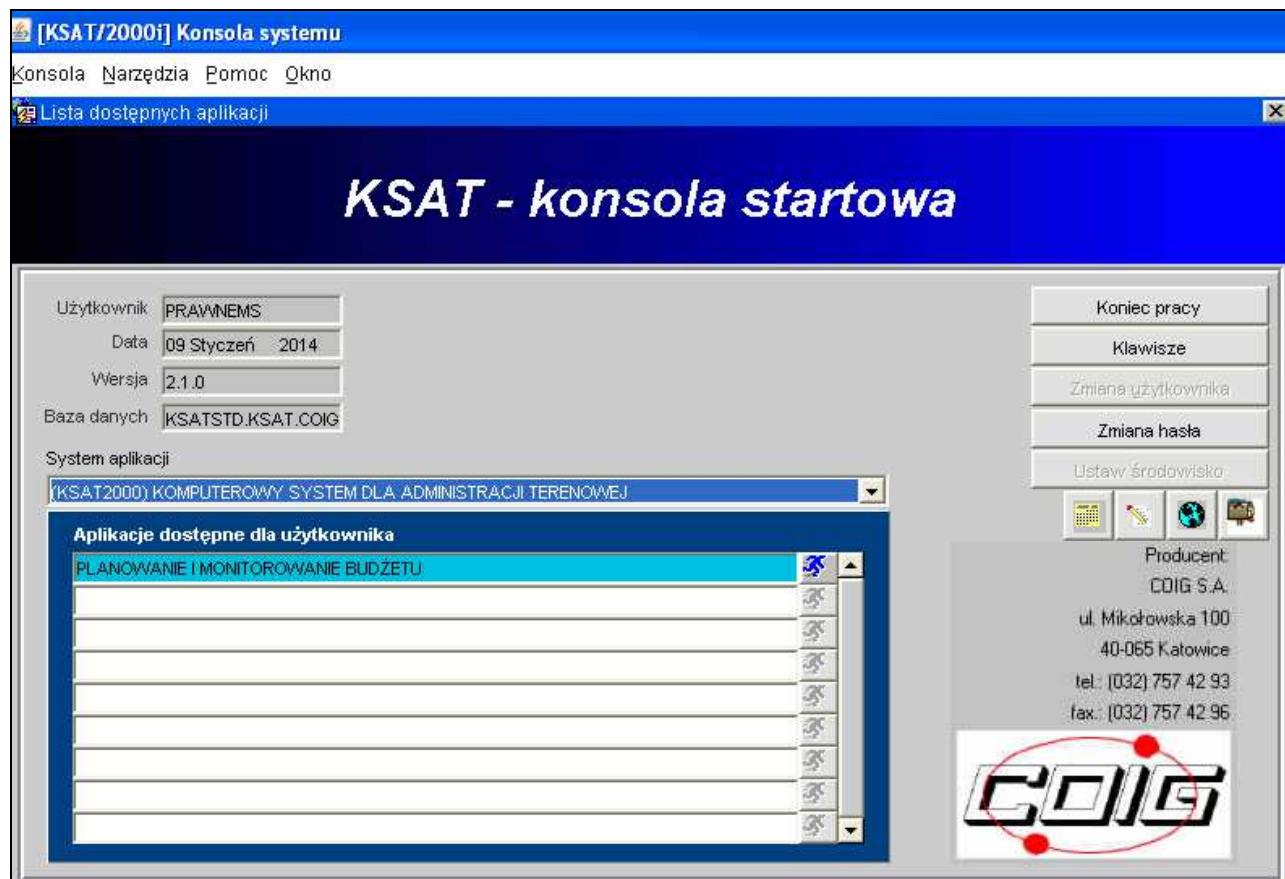 [KSAT/2000i] Konsola systemu
Konsola Narzędzia Pomoc Okno
Lista dostępnych aplikacji
KSAT - konsola startowa
Użytkownik PRAWNEMS
Data 09 Styczeń 2014
Wersja 2.1.0
Baza danych KSATSTD.KSAT.COIG
System aplikacji
(KSAT2000) KOMPUTEROWY SYSTEM DLA ADMINISTRACJI TERENOWEJ
Aplikacje dostępne dla użytkownika
PLANOWANIE I MONITOROWANIE BUDŻETU
Koniec pracy
Klawisze
Zmiana użytkownika
Zmiana hasła
Ustaw środowisko
Producent:
COIG S.A.
ul. Mikołowska 100
40-065 Katowice
tel.: (032) 757 42 93
fax.: (032) 757 42 96
COIG